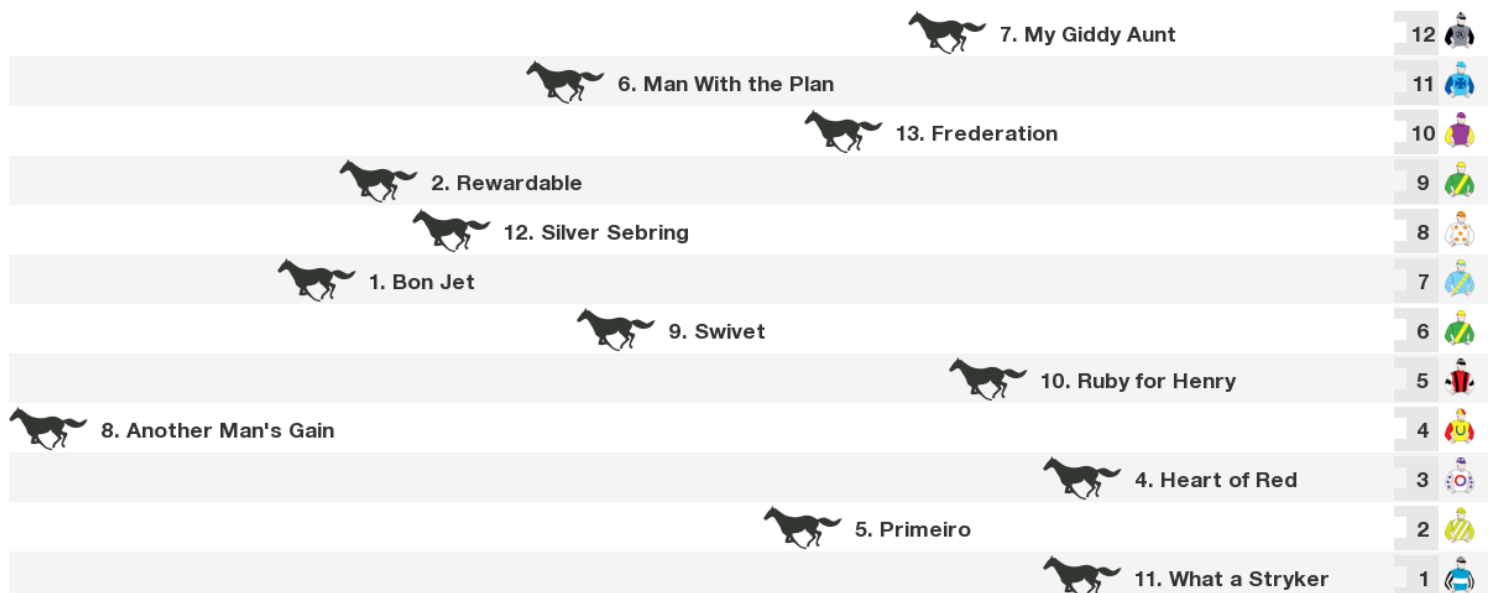 7. My Giddy Aunt 12
6. Man With the Plan 11
13. Frederation 10
2. Rewardable 9
12. Silver Sebring 8
1. Bon Jet 7
9. Swivet 6
10. Ruby for Henry 5
8. Another Man's Gain 4
4. Heart of Red 3
5. Primeiro 2
11. What a Stryker 1